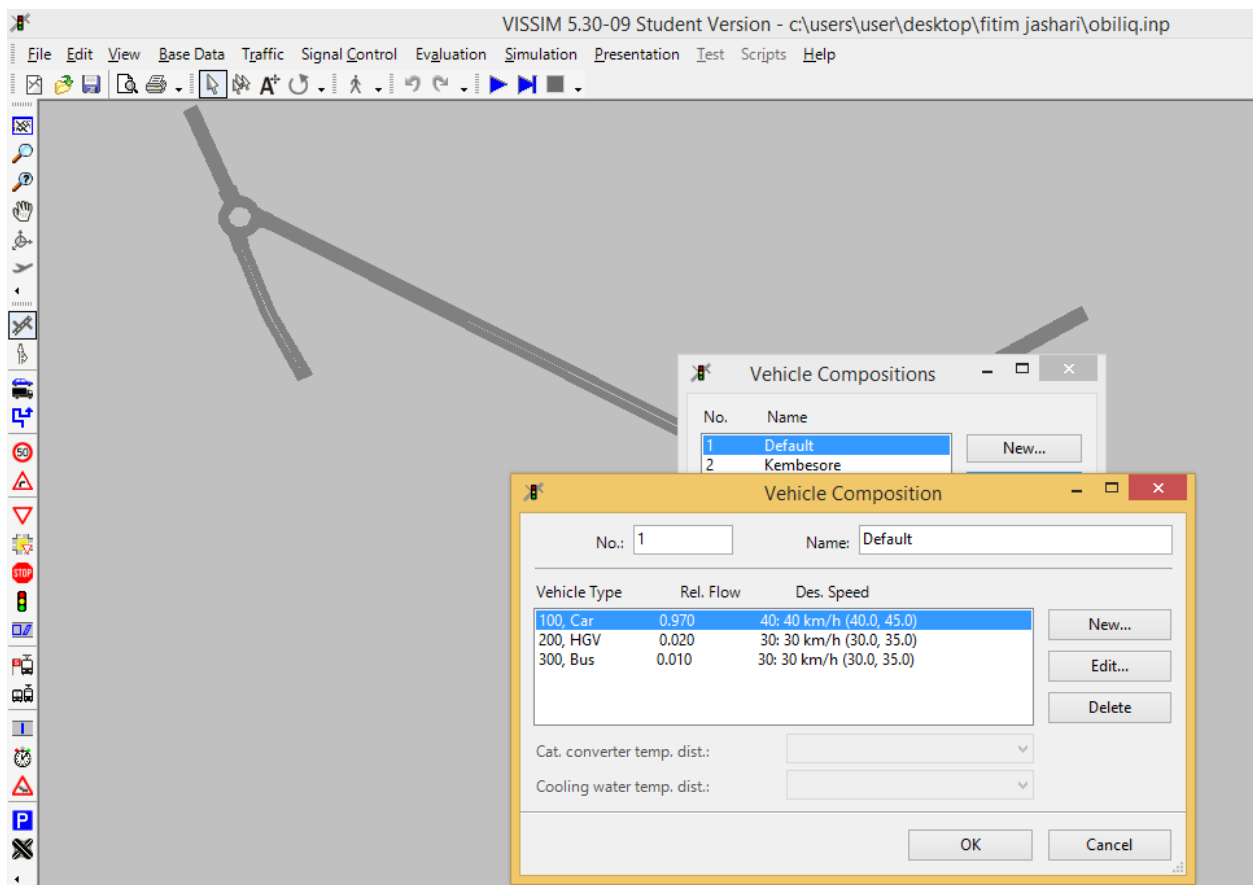 VISSIM 5.30-09 Student Version - c:\users\user\desktop\fitim jashari\obiliq.inp
File Edit View Base Data Traffic Signal Control Evaluation Simulation Presentation Test Scripts Help
Vehicle Compositions
No. Name
1 Default
New...
2 Kembesore
Vehicle Composition
No.: 1 Name: Default
Vehicle Type Rel. Flow Des. Speed
100, Car 0.970 40: 40 km/h (40.0, 45.0)
New...
200, HGV 0.020 30: 30 km/h (30.0, 35.0)
300, Bus 0.010 30: 30 km/h (30.0, 35.0)
Edit...
Delete
Cat. converter temp. dist.:
Cooling water temp. dist.:
OK Cancel
50
STOP
P